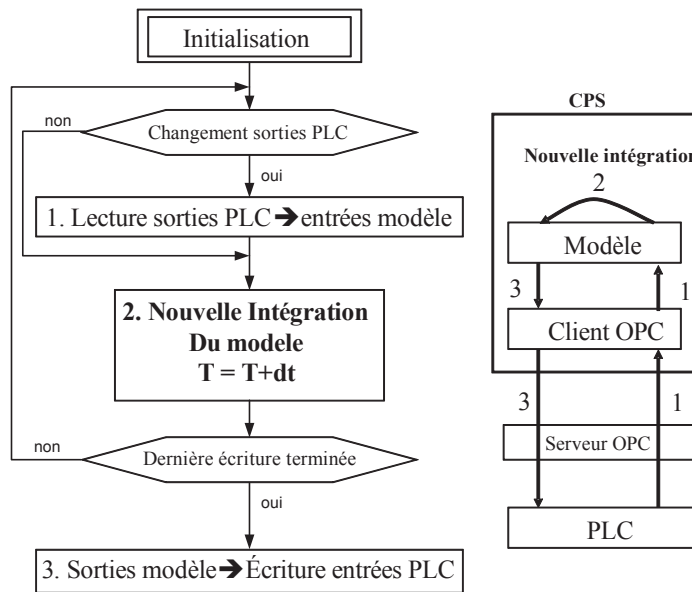 Initialisation
non
Changement sorties PLC
oui
1. Lecture sorties PLC➔entrées modèle
2. Nouvelle Intégration
Du modele
T = T+dt
non
Dernière écriture terminée
oui
3. Sorties modèle➔Écriture entrées PLC
CPS
Nouvelle intégration
2
Modèle
3
1
Client OPC
3
1
Serveur OPC
PLC